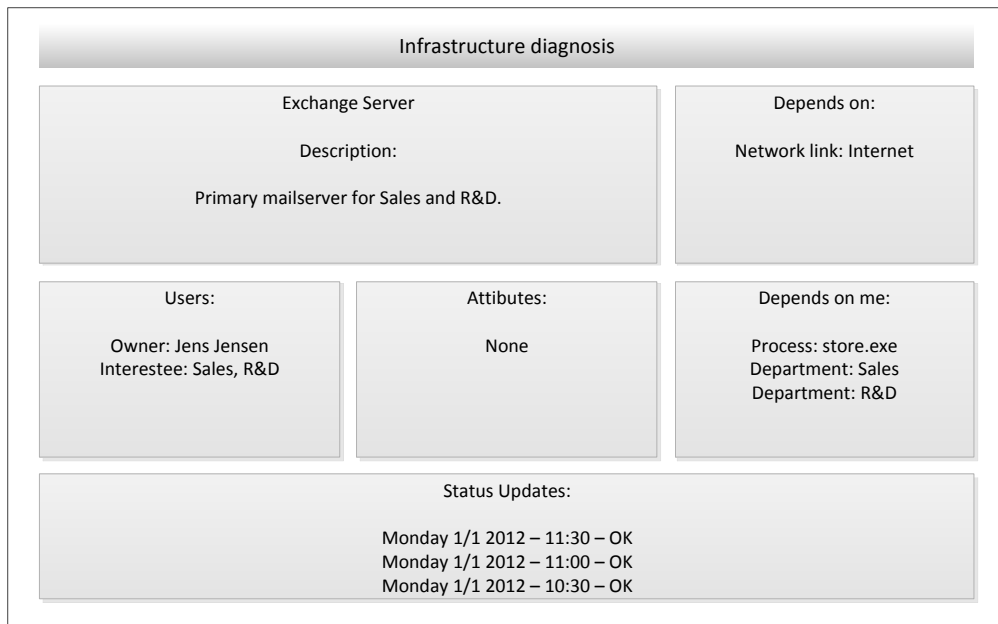 Infrastructure diagnosis
Exchange Server
Description:
Primary mailserver for Sales and R&D.
Depends on:
Network link: Internet
Users:
Owner: Jens Jensen
Interestee: Sales, R&D
Attibutes:
None
Depends on me:
Process: store.exe
Department: Sales
Department: R&D
Status Updates:
Monday 1/1 2012 – 11:30 – OK
Monday 1/1 2012 – 11:00 – OK
Monday 1/1 2012 – 10:30 – OK